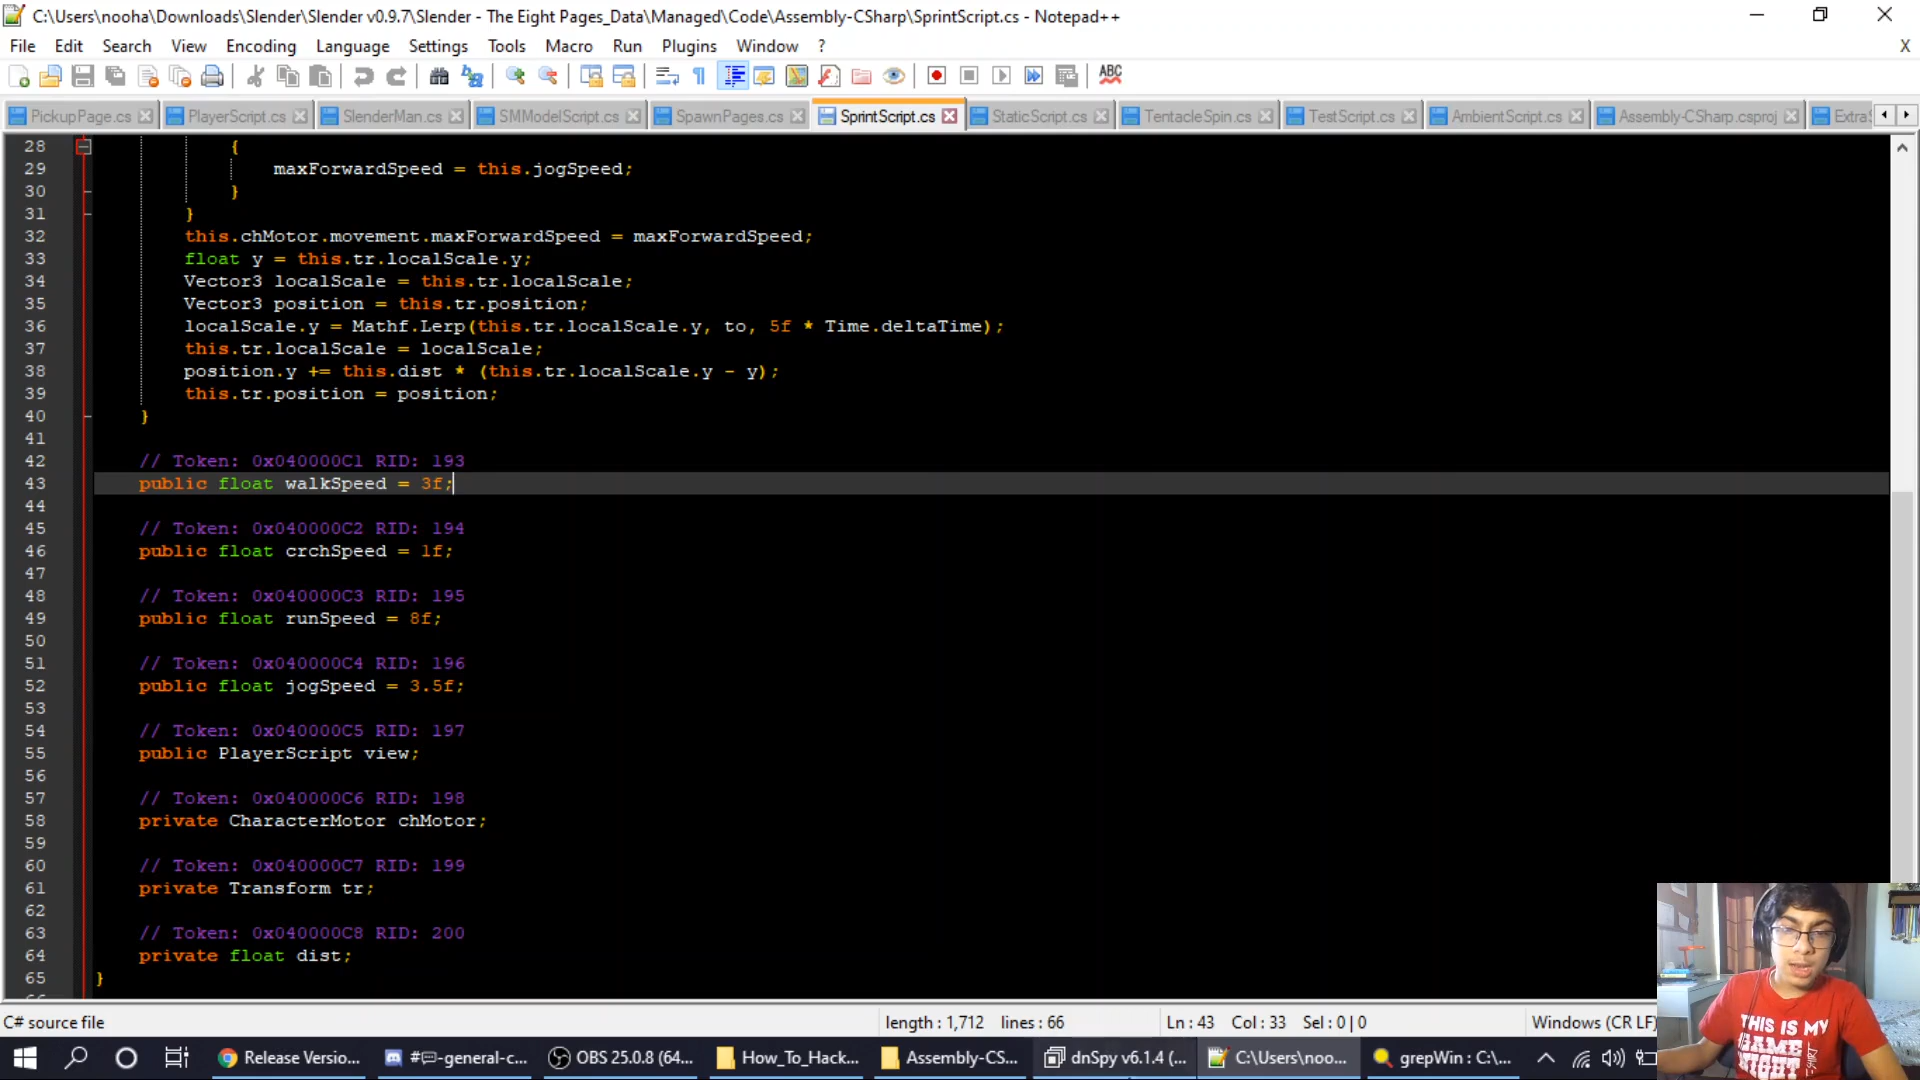 C:\Users\nooha\Downloads\Slender\Slender v0.9.7\Slender - The Eight Pages_Data\Managed\Code\Assembly-CSharp\SprintScript.cs - Notepad++
File Edit Search View Encoding Language Settings Tools Macro Run Plugins Window ? X
ABC
PickupPage.cs PlayerScript.cs SlenderMan.cs SMModelScript.cs SpawnPages.cs SprintScript.cs StaticScript.cs TentacleSpin.cs TestScript.cs AmbientScript.cs Assembly-CSharp.csproj ExtraS
28 {
29 maxForwardSpeed = this.jogSpeed;
30 }
31 }
32 this.chMotor.movement.maxForwardSpeed = maxForwardSpeed;
33 float y = this.tr.localScale.y;
34 Vector3 localScale = this.tr.localScale;
35 Vector3 position = this.tr.position;
36 localScale.y = Mathf.Lerp(this.tr.localScale.y, to, 5f * Time.deltaTime);
37 this.tr.localScale = localScale;
38 position.y += this.dist * (this.tr.localScale.y - y);
39 this.tr.position = position;
40 }
41
42 // Token: 0x040000C1 RID: 193
43 public float walkSpeed = 3f;
44
45 // Token: 0x040000C2 RID: 194
46 public float crchSpeed = 1f;
47
48 // Token: 0x040000C3 RID: 195
49 public float runSpeed = 8f;
50
51 // Token: 0x040000C4 RID: 196
52 public float jogSpeed = 3.5f;
53
54 // Token: 0x040000C5 RID: 197
55 public PlayerScript view;
56
57 // Token: 0x040000C6 RID: 198
58 private CharacterMotor chMotor;
59
60 // Token: 0x040000C7 RID: 199
61 private Transform tr;
62
63 // Token: 0x040000C8 RID: 200
64 private float dist;
65 }
C# source file length : 1,712 lines : 66 Ln : 43 Col : 33 Sel : 0 | 0 Windows (CR LF)
Release Versio... #-general-c... OBS 25.0.8 (64... How_To_Hack... Assembly-CS... dnSpy v6.1.4 (... C:\Users\noo... grepWin : C:\...
THIS IS MY
GAME
NIGHT